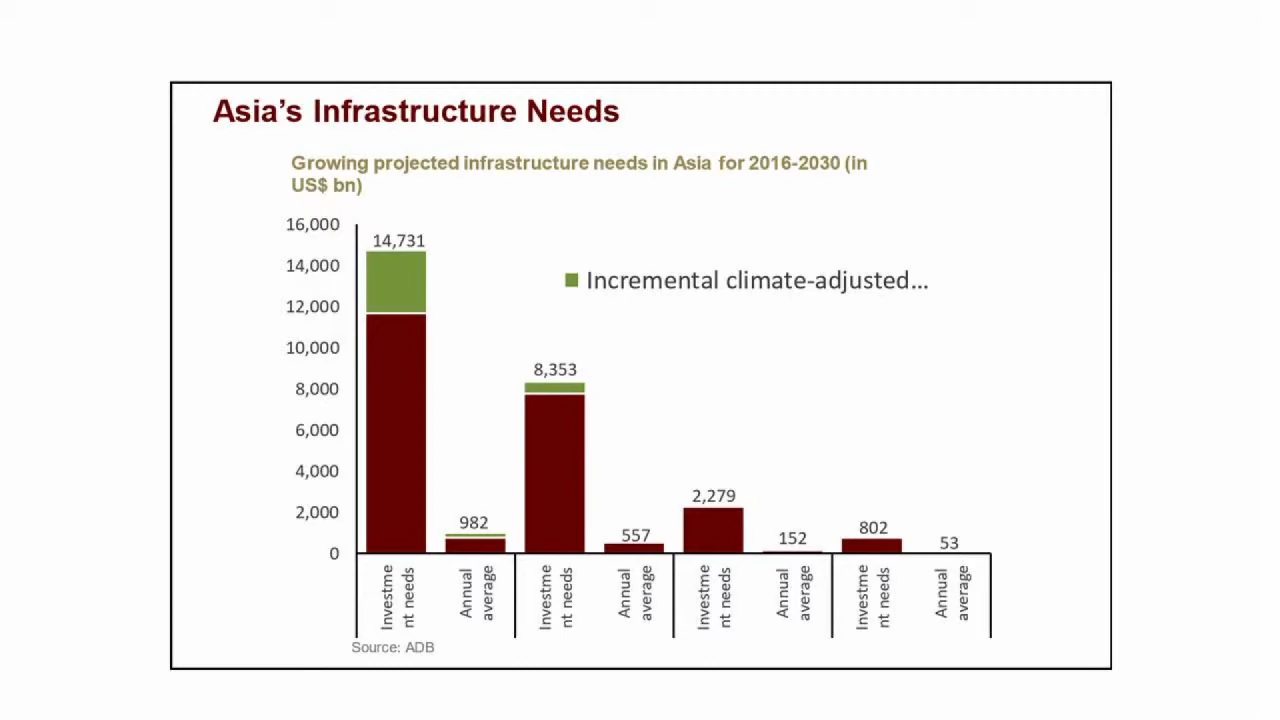 Asia's Infrastructure Needs
Growing projected infrastructure needs in Asia for 2016-2030 (in
US$ bn)
16,000
14,000
12,000
10,000
8,000
6,000
4,000
2,000
0
14,731
982
8,353
557
2,279
152
802
53
Incremental climate-adjusted...
Investme
nt needs
Annual
average
Investme
nt needs
Annual
average
Investme
nt needs
Annual
average
Investme
nt needs
Annual
average
Source: ADB